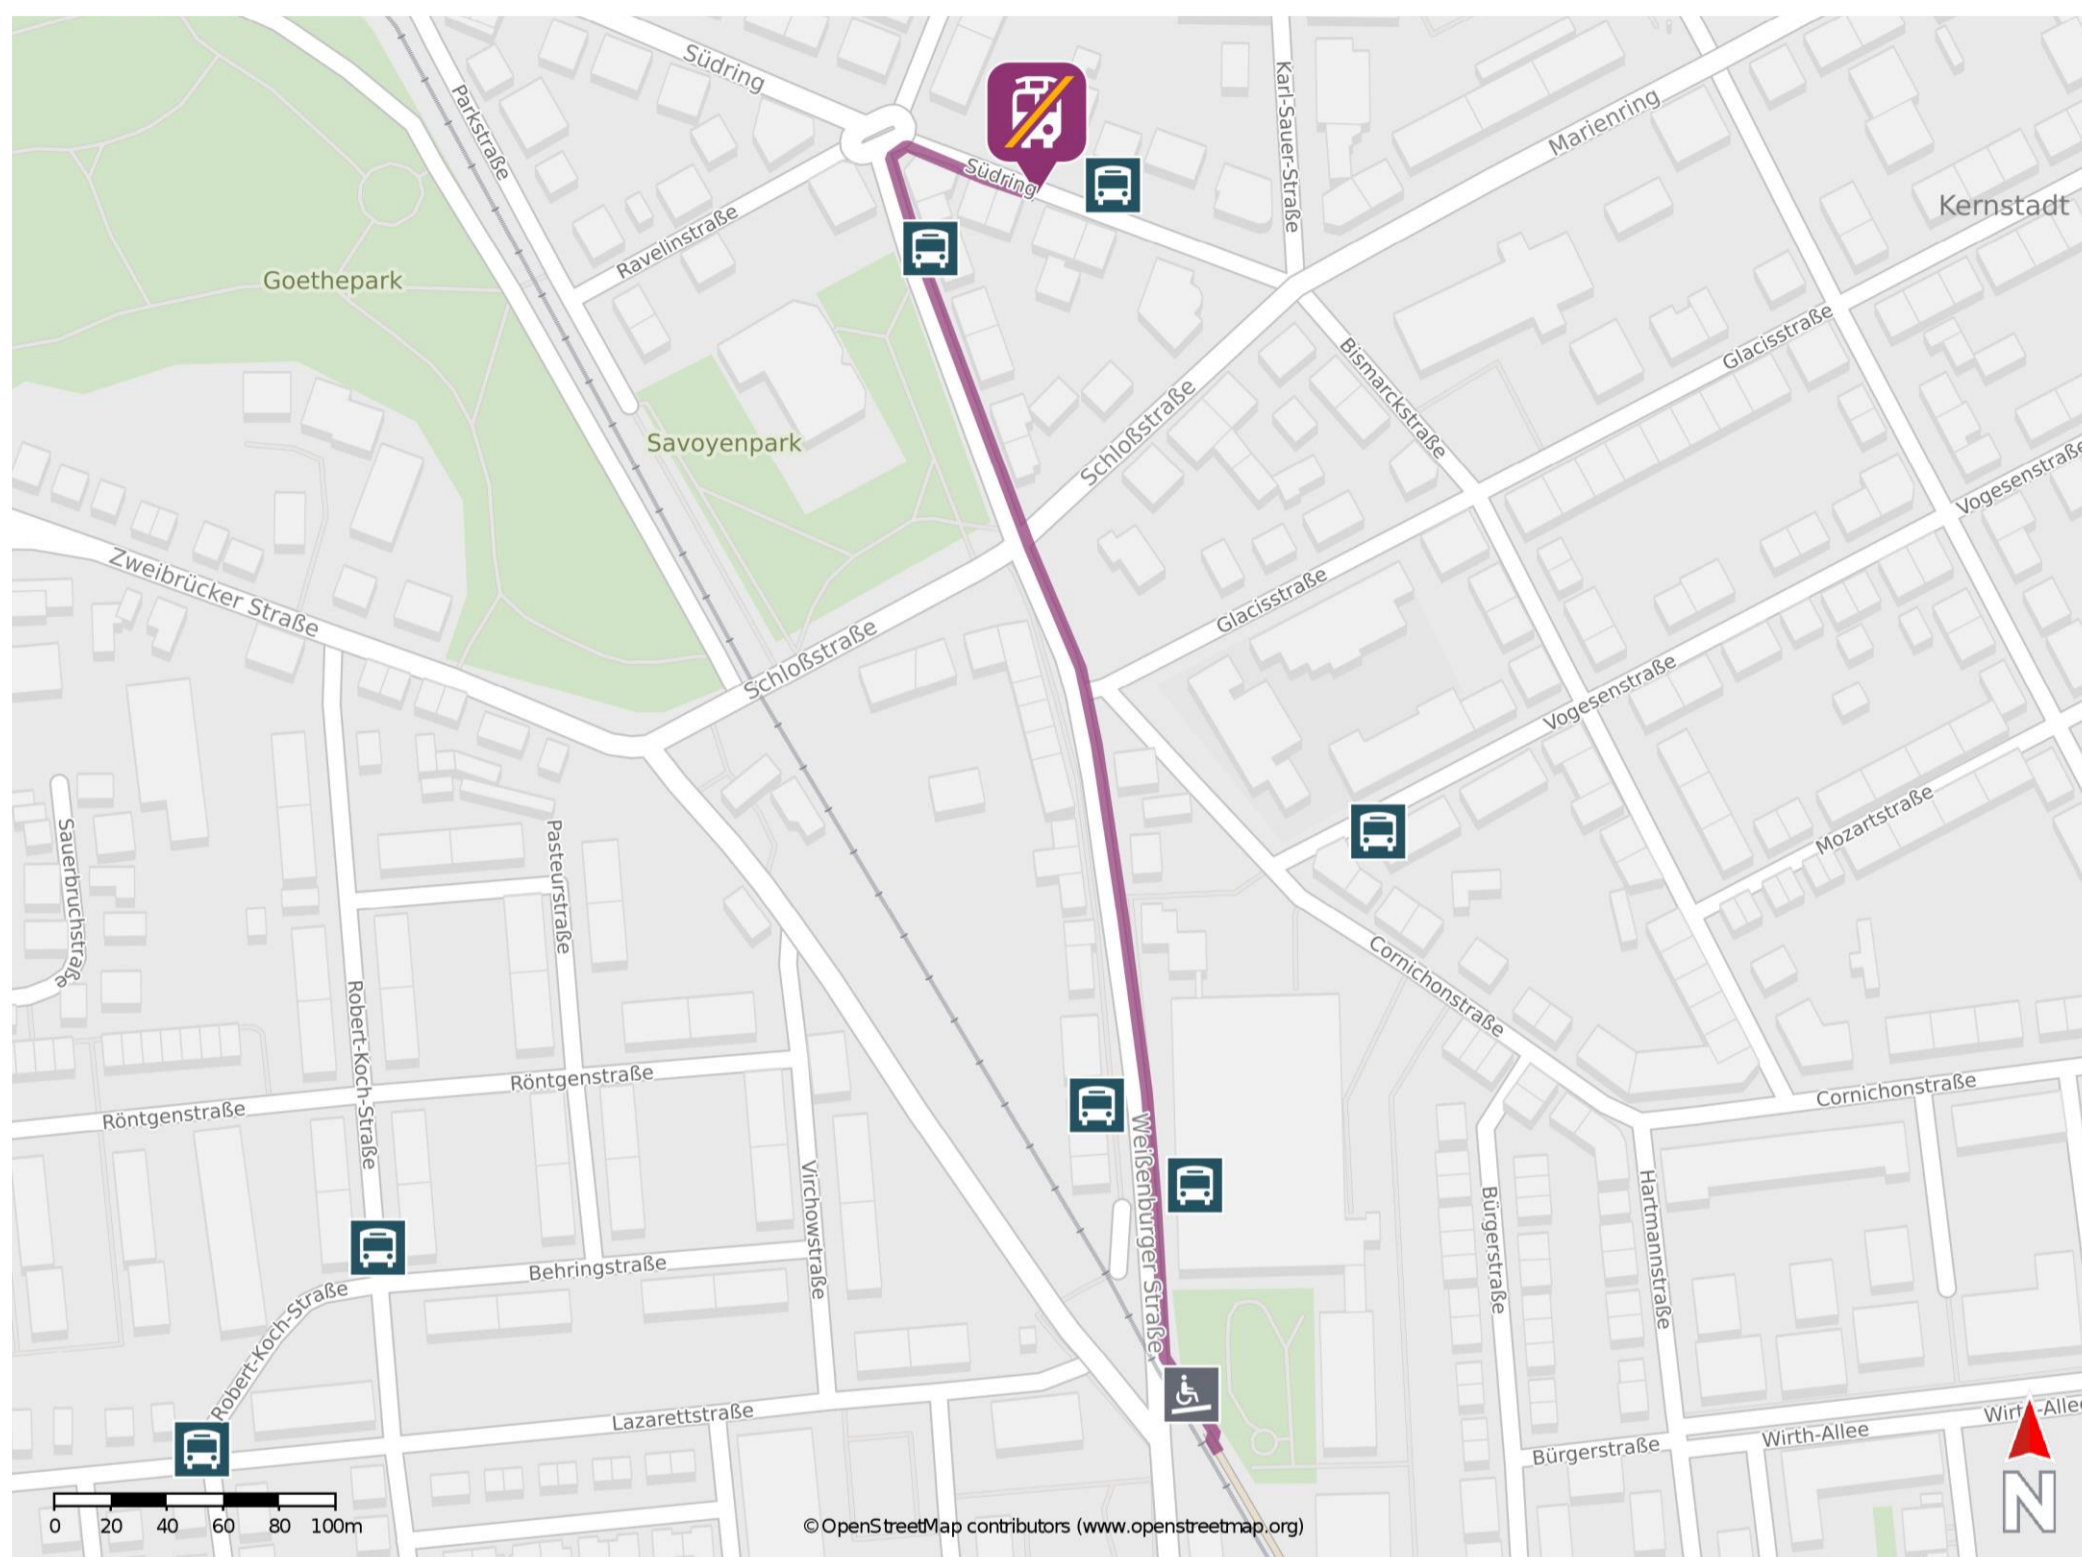 Südring
Parkstraße
Karl-Sauer-Straße
Marienring
Südring
Kernstadt
Ravelinstraße
Goethepark
Glacisstraße
Bismarckstraße
Schloßstraße
Savoyenpark
Vogesenstraße
Zweibrücker Straße
Glacisstraße
Schloßstraße
Vogesenstraße
Mozartstraße
Sauerbruchstraße
Pasteurstraße
Cornichonstraße
Robert-Koch-Straße
Röntgenstraße
Röntgenstraße
Cornichonstraße
Weißenburger Straße
Virchowstraße
Bürgerstraße
Hartmannstraße
Behringstraße
Robert-Koch-Straße
Lazarettstraße
Wirth-Allee
Wirth-Allee
Bürgerstraße
0 20 40 60 80 100m
© OpenStreetMap contributors (www.openstreetmap.org)
N